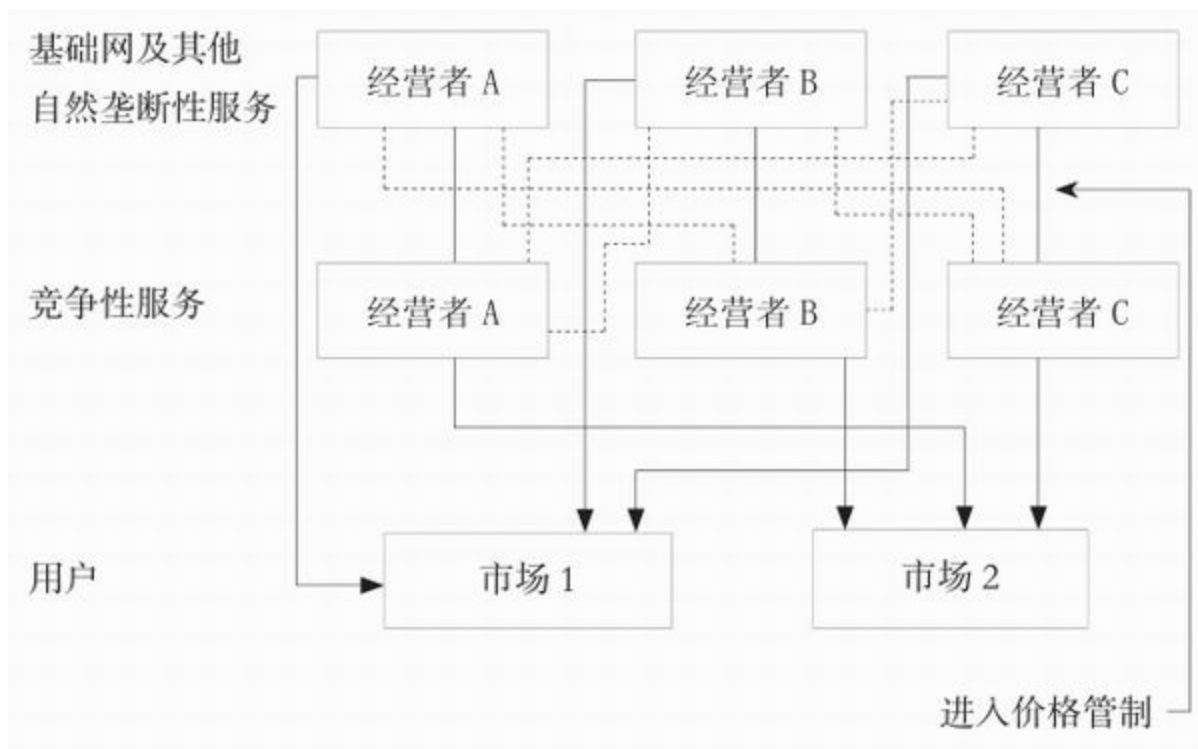 基础网及其他
自然垄断性服务
经营者 A
经营者 B
经营者 C
竞争性服务
经营者 A
经营者 B
经营者 C
用户
市场 1
市场 2
进入价格管制